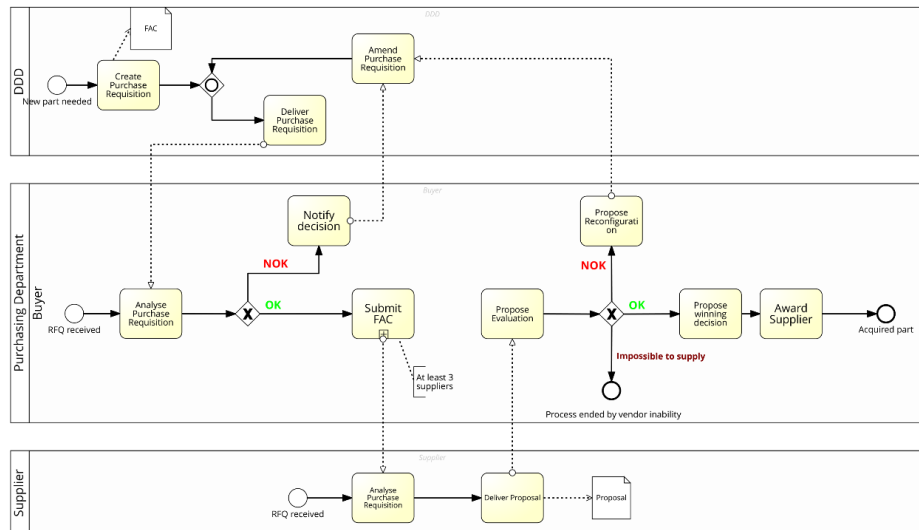 DDD
DDD
FAC
Create
Purchase
Requisition
New part needed
Amend
Purchase
Requisition
Deliver
Purchase
Requisition
Purchasing Department
Buyer
Buyer
Notify
decision
NOK
OK
RFQ received
Analyse
Purchase
Requisition
Submit
FAC
At least 3
suppliers
Propose
Evaluation
Propose
Reconfigurati
on
NOK
OK
Impossible to supply
Process ended by vendor inability
Propose
winning
decision
Award
Supplier
Acquired part
Supplier
Supplier
RFQ received
Analyse
Purchase
Requisition
Deliver Proposal
Proposal